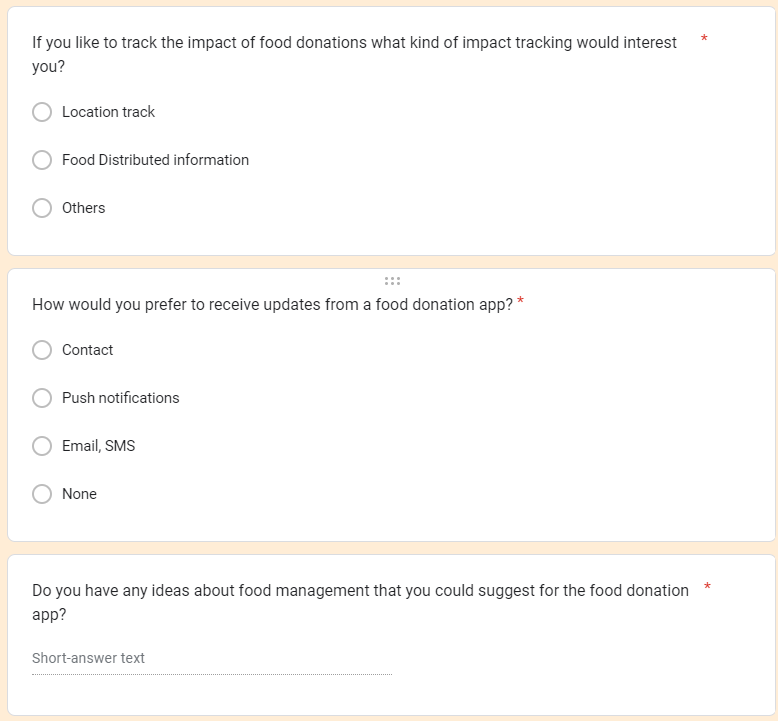 If you like to track the impact of food donations what kind of impact tracking would interest *
you?
Location track
Food Distributed information
Others
How would you prefer to receive updates from a food donation app? *
Contact
Push notifications
Email, SMS
None
Do you have any ideas about food management that you could suggest for the food donation *
app?
Short-answer text